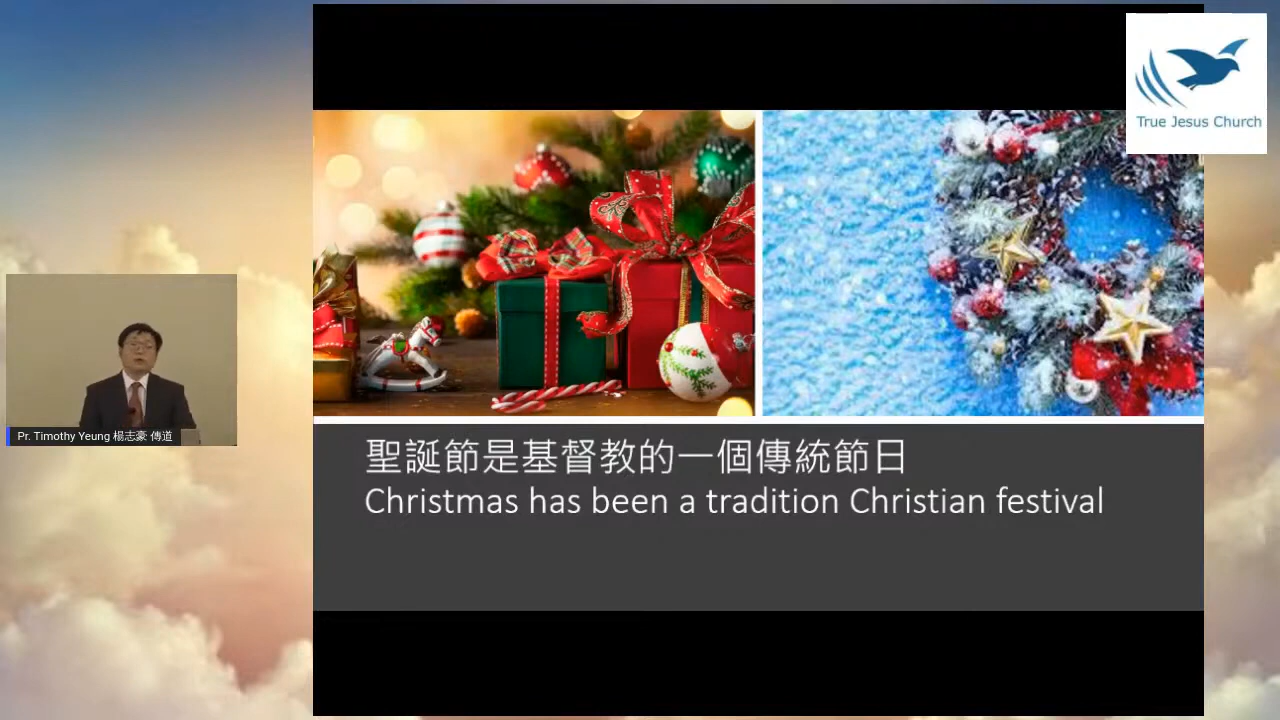 True Jesus Church
Pr. Timothy Yeung 楊志豪 傳道
聖誕節是基督教的一個傳統節日
Christmas has been a tradition Christian festival